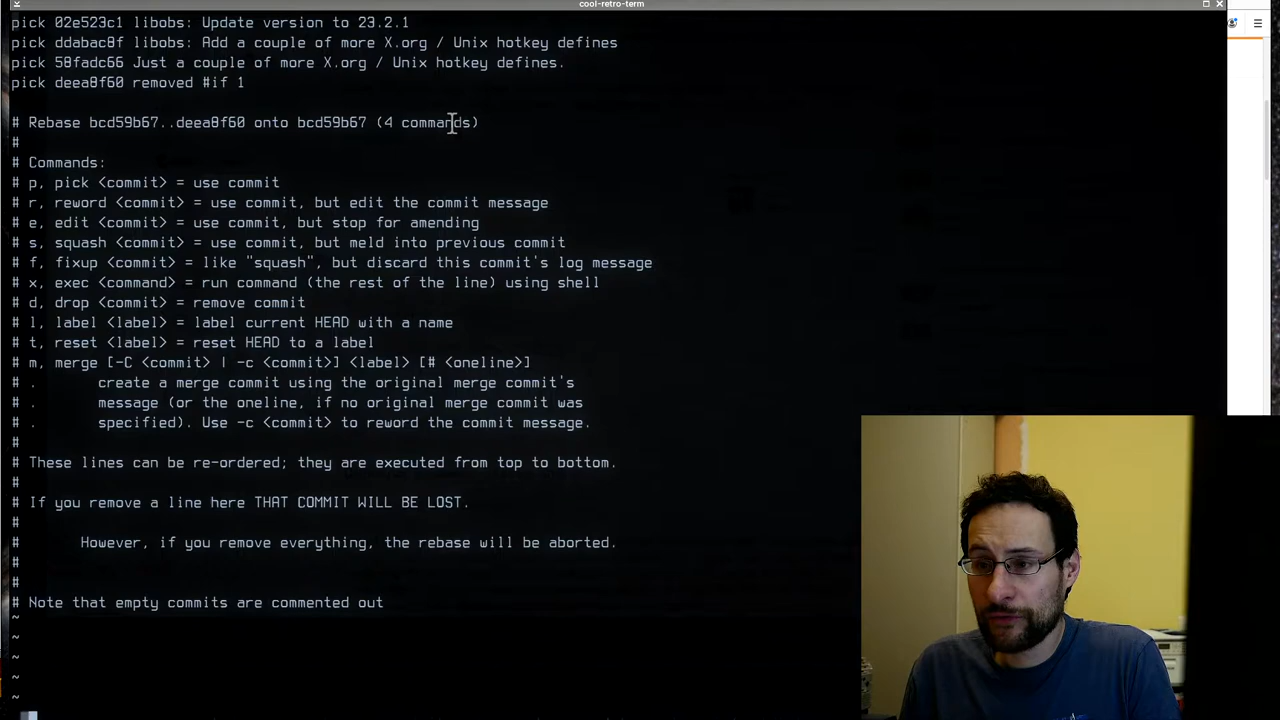 cool-retro-term
pick 02e523c1 libobs: Update version to 23.2.1
pick ddabac8f libobs: Add a couple of more X.org / Unix hotkey defines
pick 58fadc66 Just a couple of more X.org / Unix hotkey defines.
pick deea8f60 removed #if 1
# Rebase bcd59b67..deea8f60 onto bcd59b67 (4 commands)
#
# Commands:
# p, pick <commit> = use commit
# r, reword <commit> = use commit, but edit the commit message
# e, edit <commit> = use commit, but stop for amending
# s, squash <commit> = use commit, but meld into previous commit
# f, fixup <commit> = like "squash", but discard this commit's log message
# x, exec <command> = run command (the rest of the line) using shell
# d, drop <commit> = remove commit
# l, label <label> = label current HEAD with a name
# t, reset <label> = reset HEAD to a label
# m, merge [-C <commit> | -c <commit>] <label> [# <oneline>]
# .       create a merge commit using the original merge commit's
# .       message (or the oneline, if no original merge commit was
# .       specified). Use -c <commit> to reword the commit message.
#
# These lines can be re-ordered; they are executed from top to bottom.
#
# If you remove a line here THAT COMMIT WILL BE LOST.
#
#       However, if you remove everything, the rebase will be aborted.
#
#
# Note that empty commits are commented out
~
~
~
~
~